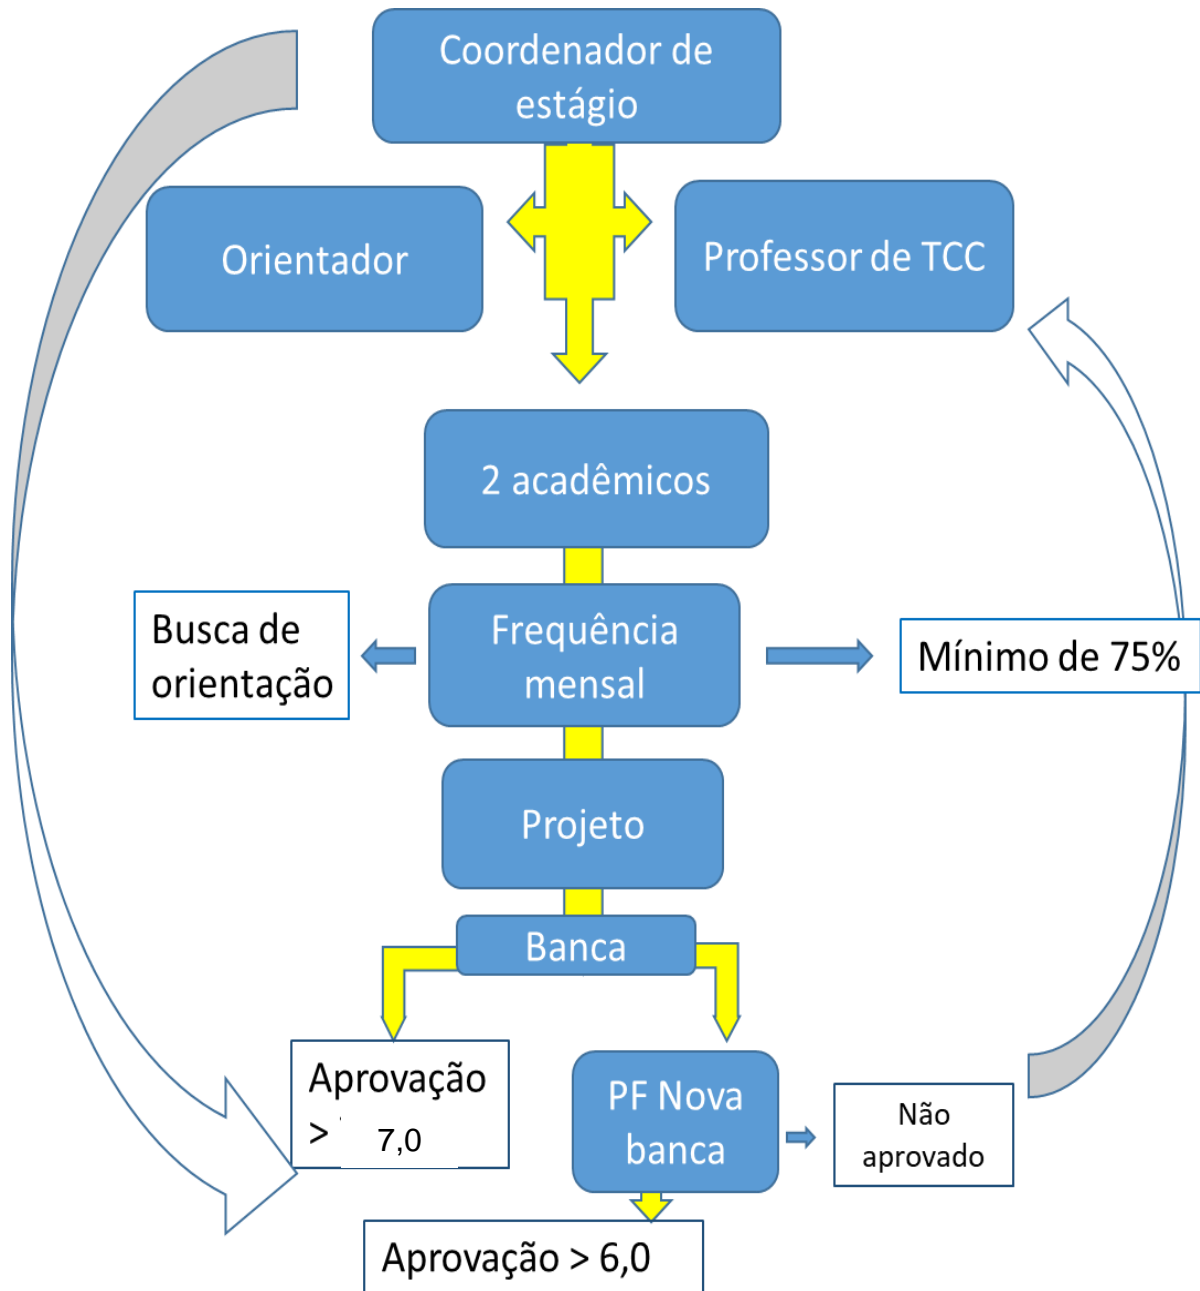 Coordenador de
estágio
Orientador
Professor de TCC
2 acadêmicos
Busca de
orientação
Frequência
mensal
Mínimo de 75%
Projeto
Banca
Aprovação
> 7,0
PF Nova
banca
Não
aprovado
Aprovação > 6,0